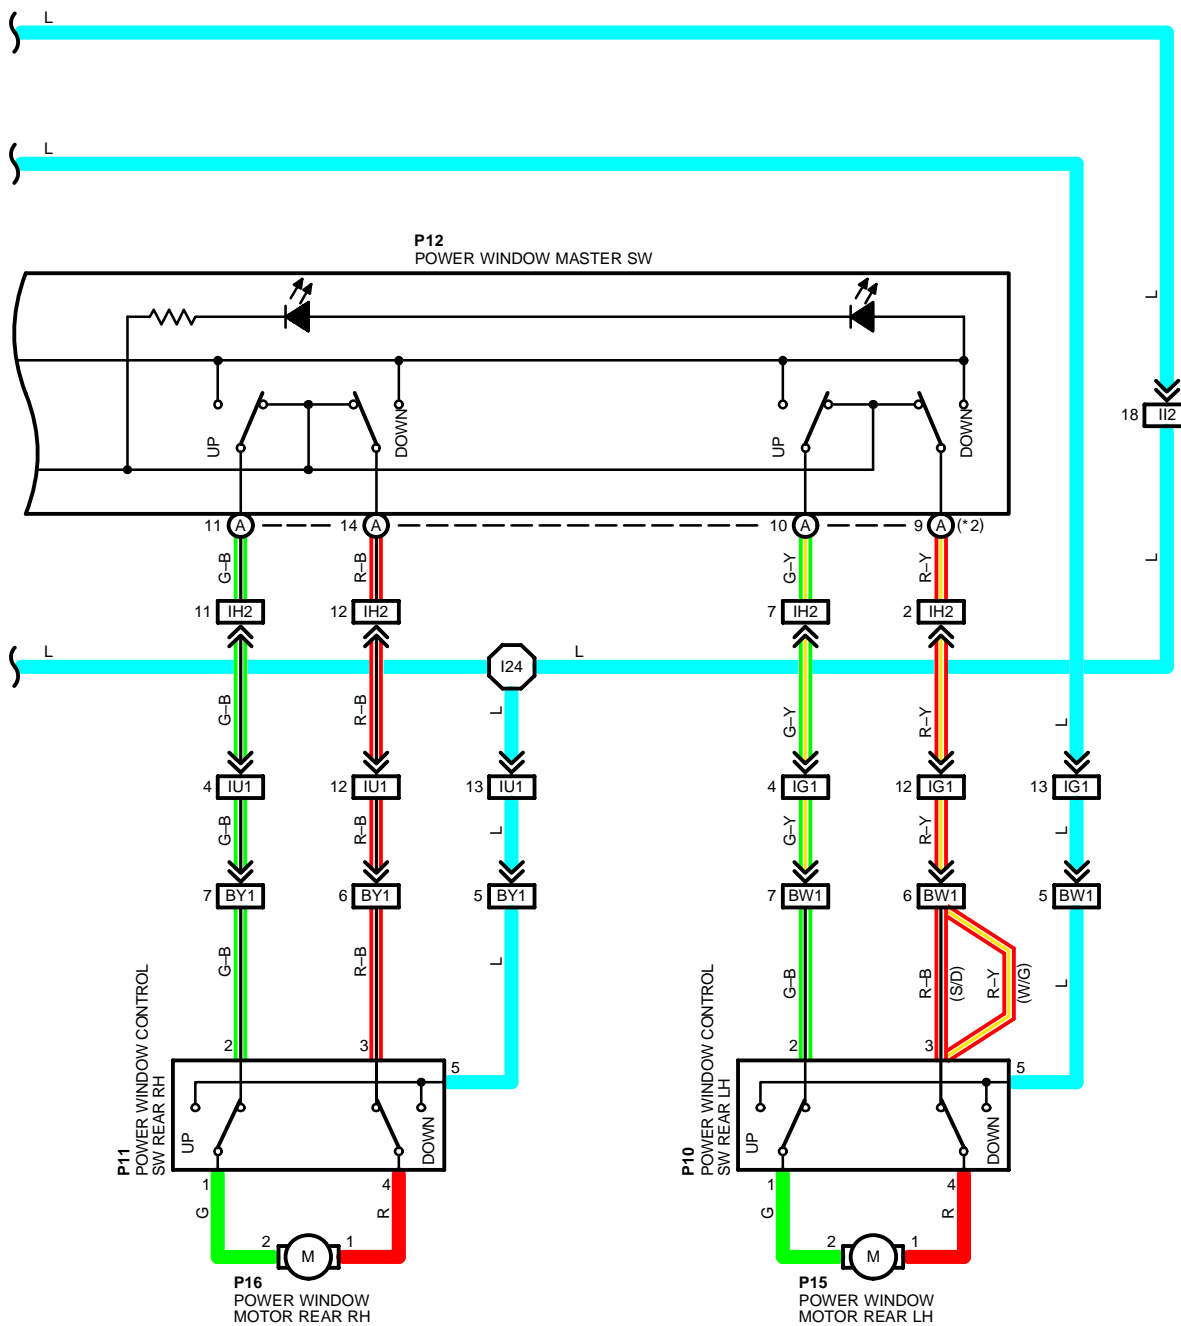 L
L
P12
POWER WINDOW MASTER SW
L
UP
DOWN
UP
DOWN
18 II2
11 A
14 A
10 A
9 A (*2)
G–B
R–B
G–Y
R–Y
L
11 IH2
12 IH2
7 IH2
2 IH2
L
I24
L
G–B
R–B
L
G–Y
R–Y
L
4 IU1
12 IU1
13 IU1
4 IG1
12 IG1
13 IG1
G–B
R–B
L
G–Y
R–Y
L
7 BY1
6 BY1
5 BY1
7 BW1
6 BW1
5 BW1
G–B
R–B
L
G–B
R–B
(S/D)
R–Y
(W/G)
L
2
3
5
2
3
5
P11
POWER WINDOW CONTROL
SW REAR RH
UP
DOWN
P10
POWER WINDOW CONTROL
SW REAR LH
UP
DOWN
1
4
1
4
G
R
G
R
2 M 1
2 M 1
P16
POWER WINDOW
MOTOR REAR RH
P15
POWER WINDOW
MOTOR REAR LH